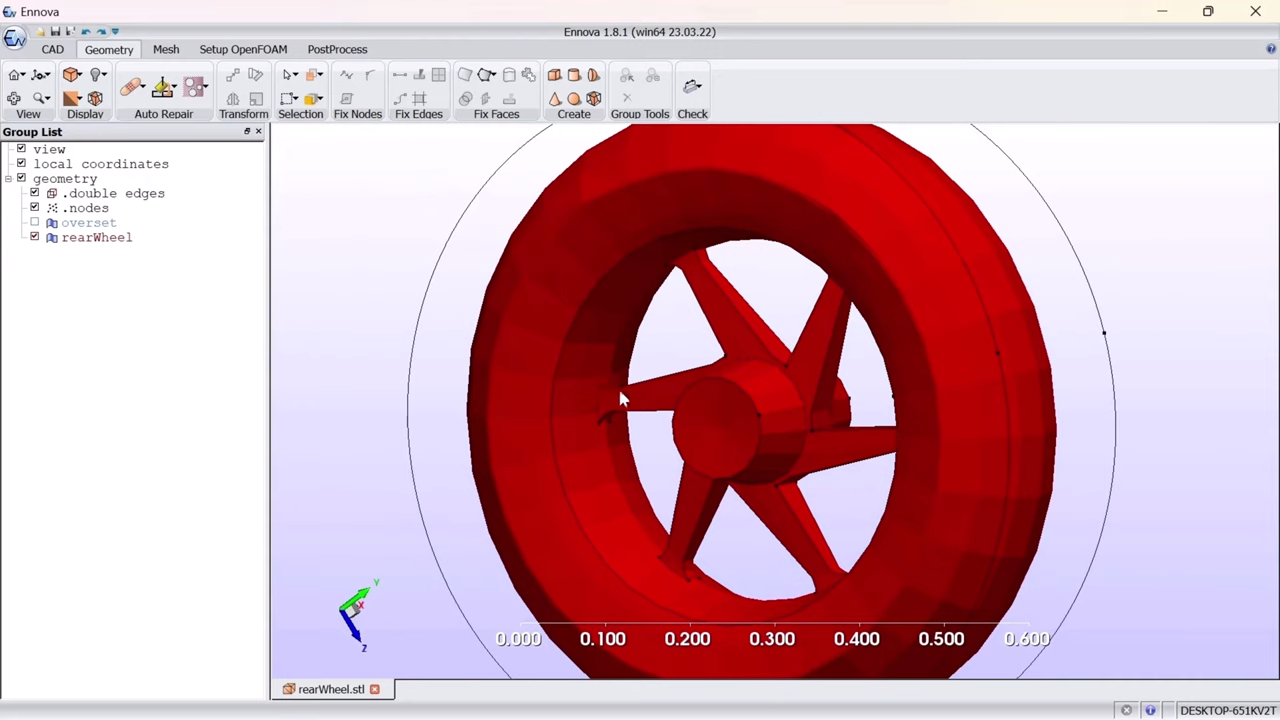 Ennova
Ennova 1.8.1 (win64 23.03.22)
CAD Geometry Mesh Setup OpenFOAM PostProcess
View Display Auto Repair Transform Selection Fix Nodes Fix Edges Fix Faces Create Group Tools Check
Group List
view
local coordinates
geometry
.double edges
.nodes
overset
rearWheel
Y
X
Z
0.000 0.100 0.200 0.300 0.400 0.500 0.600
rearWheel.stl
DESKTOP-651KV2T